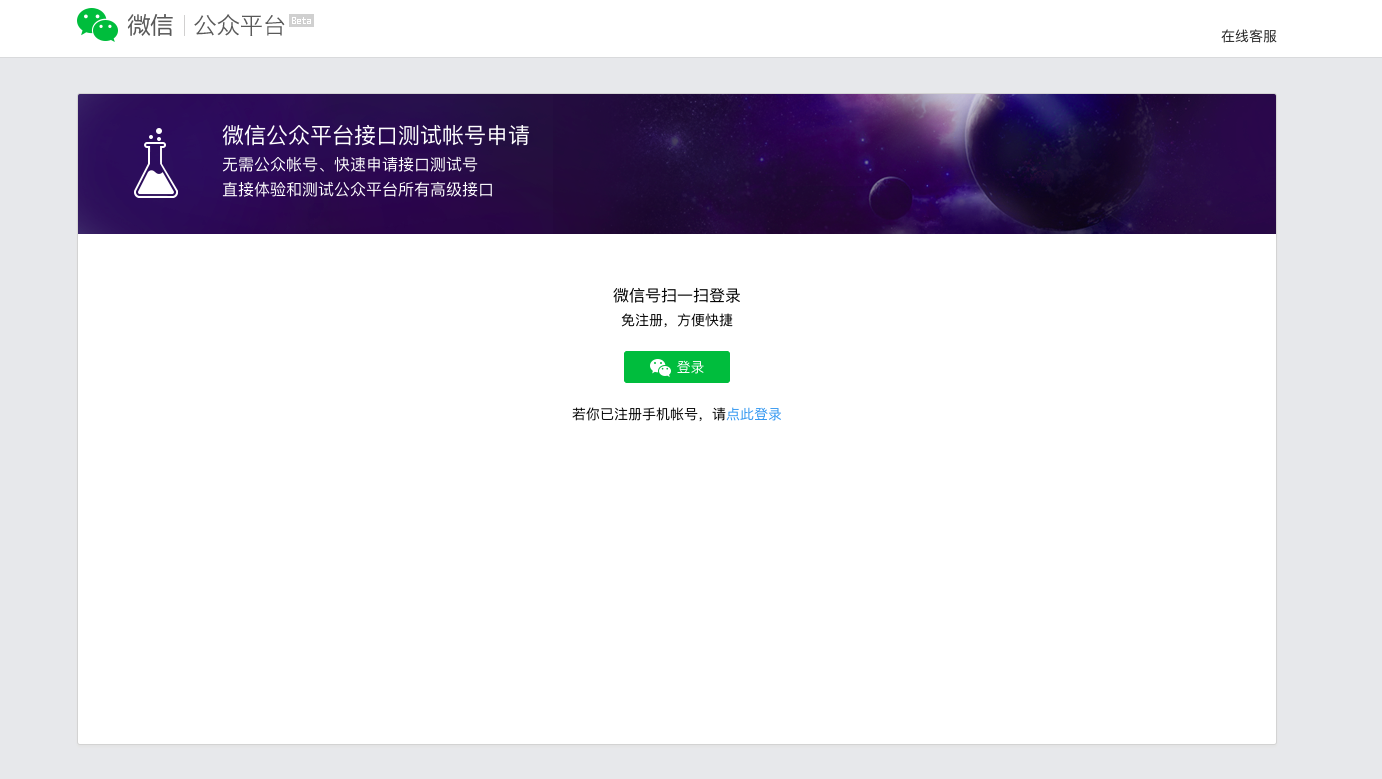 微信 公众平台 Beta
在线客服
微信公众平台接口测试帐号申请
无需公众帐号、快速申请接口测试号
直接体验和测试公众平台所有高级接口
微信号扫一扫登录
免注册，方便快捷
登录
若你已注册手机帐号，请点此登录